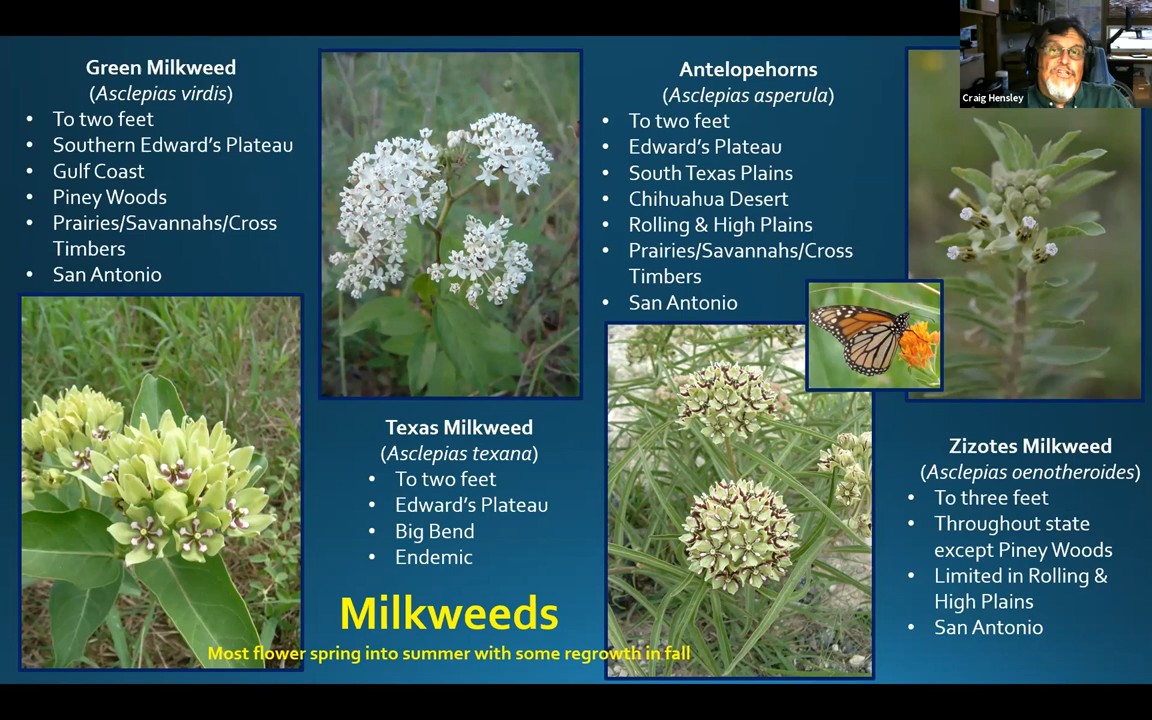 Green Milkweed
(Asclepias virdis)
• To two feet
• Southern Edward's Plateau
• Gulf Coast
• Piney Woods
• Prairies/Savannahs/Cross
Timbers
• San Antonio
Texas Milkweed
(Asclepias texana)
• To two feet
• Edward's Plateau
• Big Bend
• Endemic
Antelopehorns
(Asclepias asperula)
• To two feet
• Edward's Plateau
• South Texas Plains
• Chihuahua Desert
• Rolling & High Plains
• Prairies/Savannahs/Cross
Timbers
• San Antonio
Craig Hensley
Zizotes Milkweed
(Asclepias oenotheroides)
• To three feet
• Throughout state
except Piney Woods
• Limited in Rolling &
High Plains
• San Antonio
Milkweeds
Most flower spring into summer with some regrowth in fall